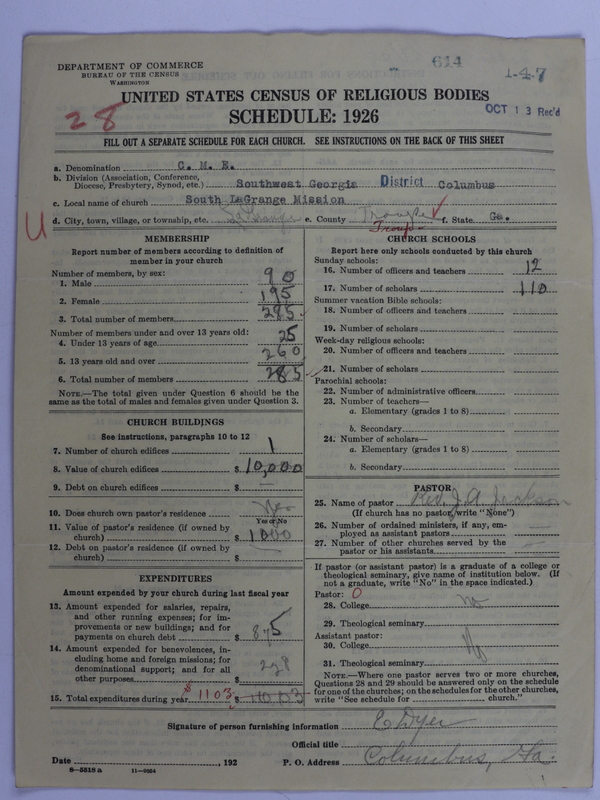 DEPARTMENT OF COMMERCE
BUREAU OF THE CENSUS
WASHINGTON
614
1-4-7
28
UNITED STATES CENSUS OF RELIGIOUS BODIES
SCHEDULE: 1926
OCT 13 Rec'd
FILL OUT A SEPARATE SCHEDULE FOR EACH CHURCH. SEE INSTRUCTIONS ON THE BACK OF THIS SHEET
a. Denomination C. M. E.
b. Division (Association, Conference, Diocese, Presbytery, Synod, etc.) Southwest Georgia District Columbus
c. Local name of church South LaGrange Mission
U
d. City, town, village, or township, etc. LaGrange e. County Troupe f. State Ga.
Troup
MEMBERSHIP
Report number of members according to definition of member in your church
Number of members, by sex:
1. Male 90
2. Female 195
3. Total number of members 285
Number of members under and over 13 years old:
4. Under 13 years of age 25
5. 13 years old and over 260
6. Total number of members 285
NOTE.—The total given under Question 6 should be the same as the total of males and females given under Question 3.
CHURCH BUILDINGS
See instructions, paragraphs 10 to 12
7. Number of church edifices 1
8. Value of church edifices $10,000
9. Debt on church edifices $ —
10. Does church own pastor's residence Yes
Yes or No
11. Value of pastor's residence (if owned by church) $1000
12. Debt on pastor's residence (if owned by church) $ —
EXPENDITURES
Amount expended by your church during last fiscal year
13. Amount expended for salaries, repairs, and other running expenses; for improvements or new buildings; and for payments on church debt $875
14. Amount expended for benevolences, including home and foreign missions; for denominational support; and for all other purposes $228
15. Total expenditures during year $1103 $1003
CHURCH SCHOOLS
Report here only schools conducted by this church
Sunday schools:
16. Number of officers and teachers 12
17. Number of scholars 110
Summer vacation Bible schools:
18. Number of officers and teachers
19. Number of scholars
Week-day religious schools:
20. Number of officers and teachers
21. Number of scholars
Parochial schools:
22. Number of administrative officers
23. Number of teachers—
a. Elementary (grades 1 to 8)
b. Secondary
24. Number of scholars—
a. Elementary (grades 1 to 8)
b. Secondary
PASTOR
25. Name of pastor Rev. J. A. Jackson
(If church has no pastor, write "None")
26. Number of ordained ministers, if any, employed as assistant pastors —
27. Number of other churches served by the pastor or his assistants —
If pastor (or assistant pastor) is a graduate of a college or theological seminary, give name of institution below. (If not a graduate, write "No" in the space indicated.)
Pastor: 0
28. College no
29. Theological seminary
Assistant pastor:
30. College No
31. Theological seminary
NOTE.—Where one pastor serves two or more churches, Questions 28 and 29 should be answered only on the schedule for one of the churches; on the schedules for the other churches, write "See schedule for church."
Signature of person furnishing information E Dyer
Official title
Date , 192 P. O. Address Columbus, Ga.
8—5518 a 11—9054